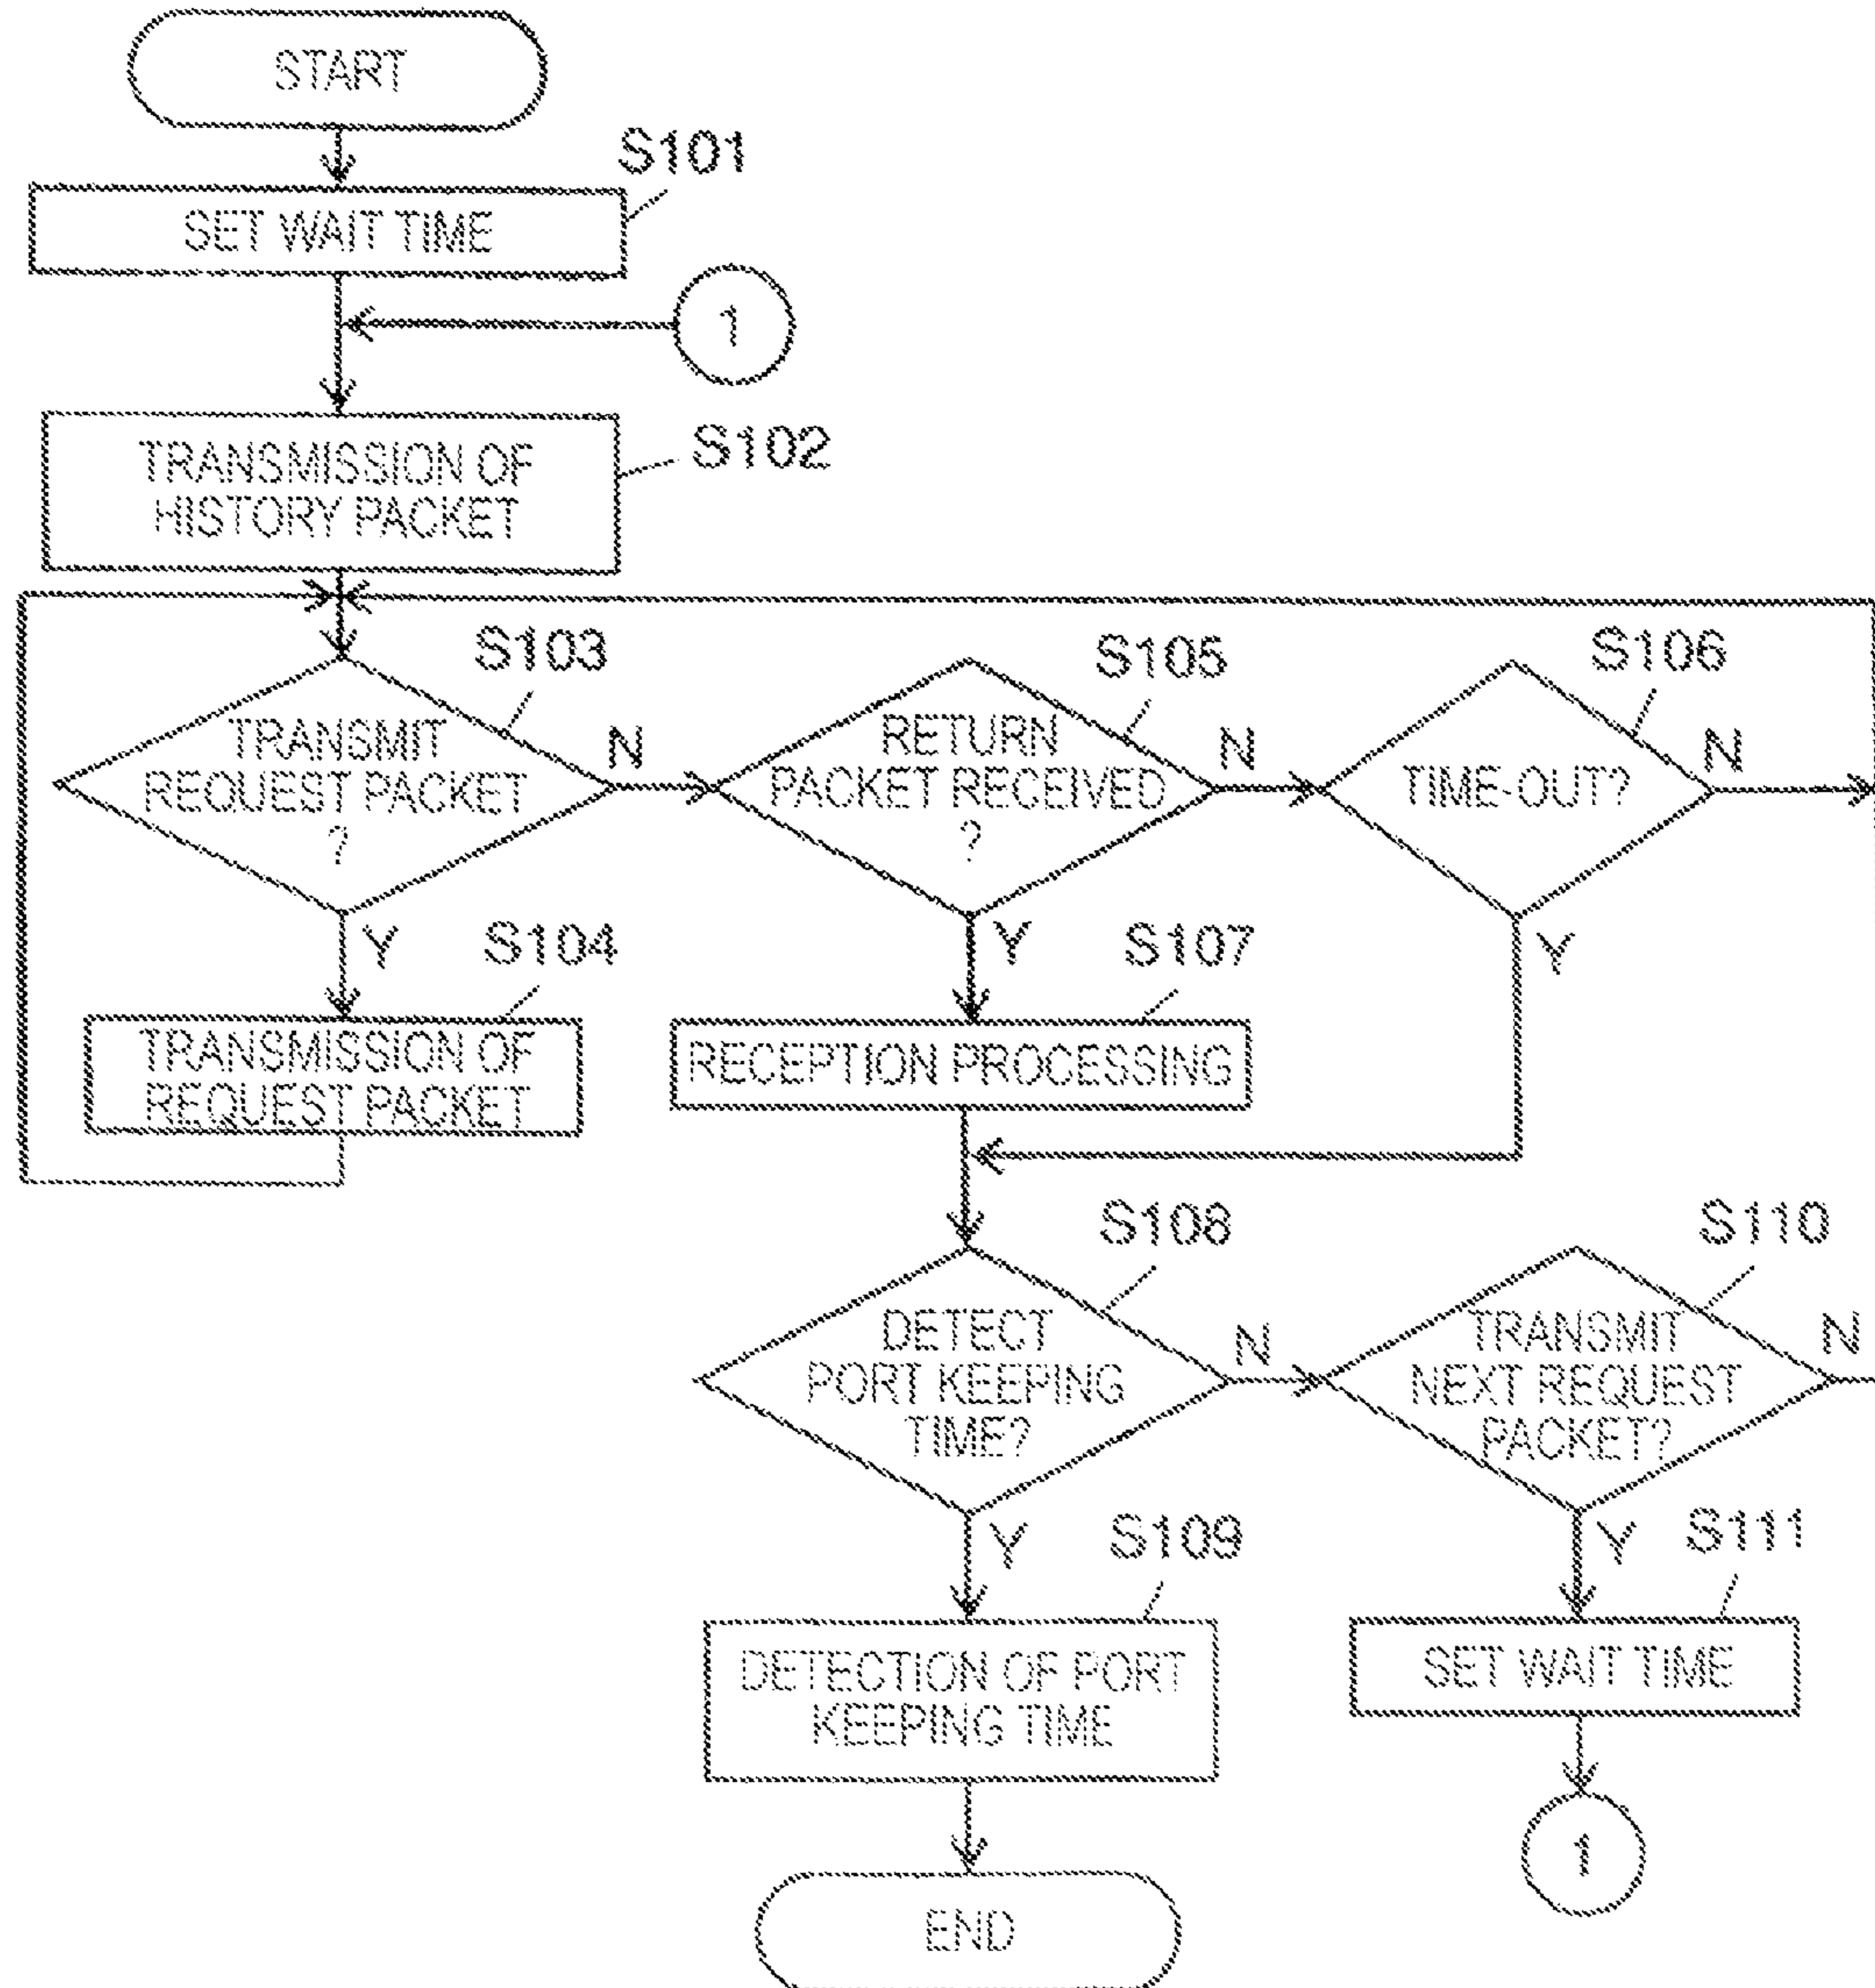 START
S101
SET WAIT TIME
1
S102
TRANSMISSION OF
HISTORY PACKET
S103
TRANSMIT
REQUEST PACKET
?
N
S105
RETURN
PACKET RECEIVED
?
N
S106
TIME-OUT?
N
Y
S104
TRANSMISSION OF
REQUEST PACKET
Y
S107
RECEPTION PROCESSING
Y
S108
DETECT
PORT KEEPING
TIME?
N
S110
TRANSMIT
NEXT REQUEST
PACKET?
N
Y
S109
DETECTION OF PORT
KEEPING TIME
Y
S111
SET WAIT TIME
1
END